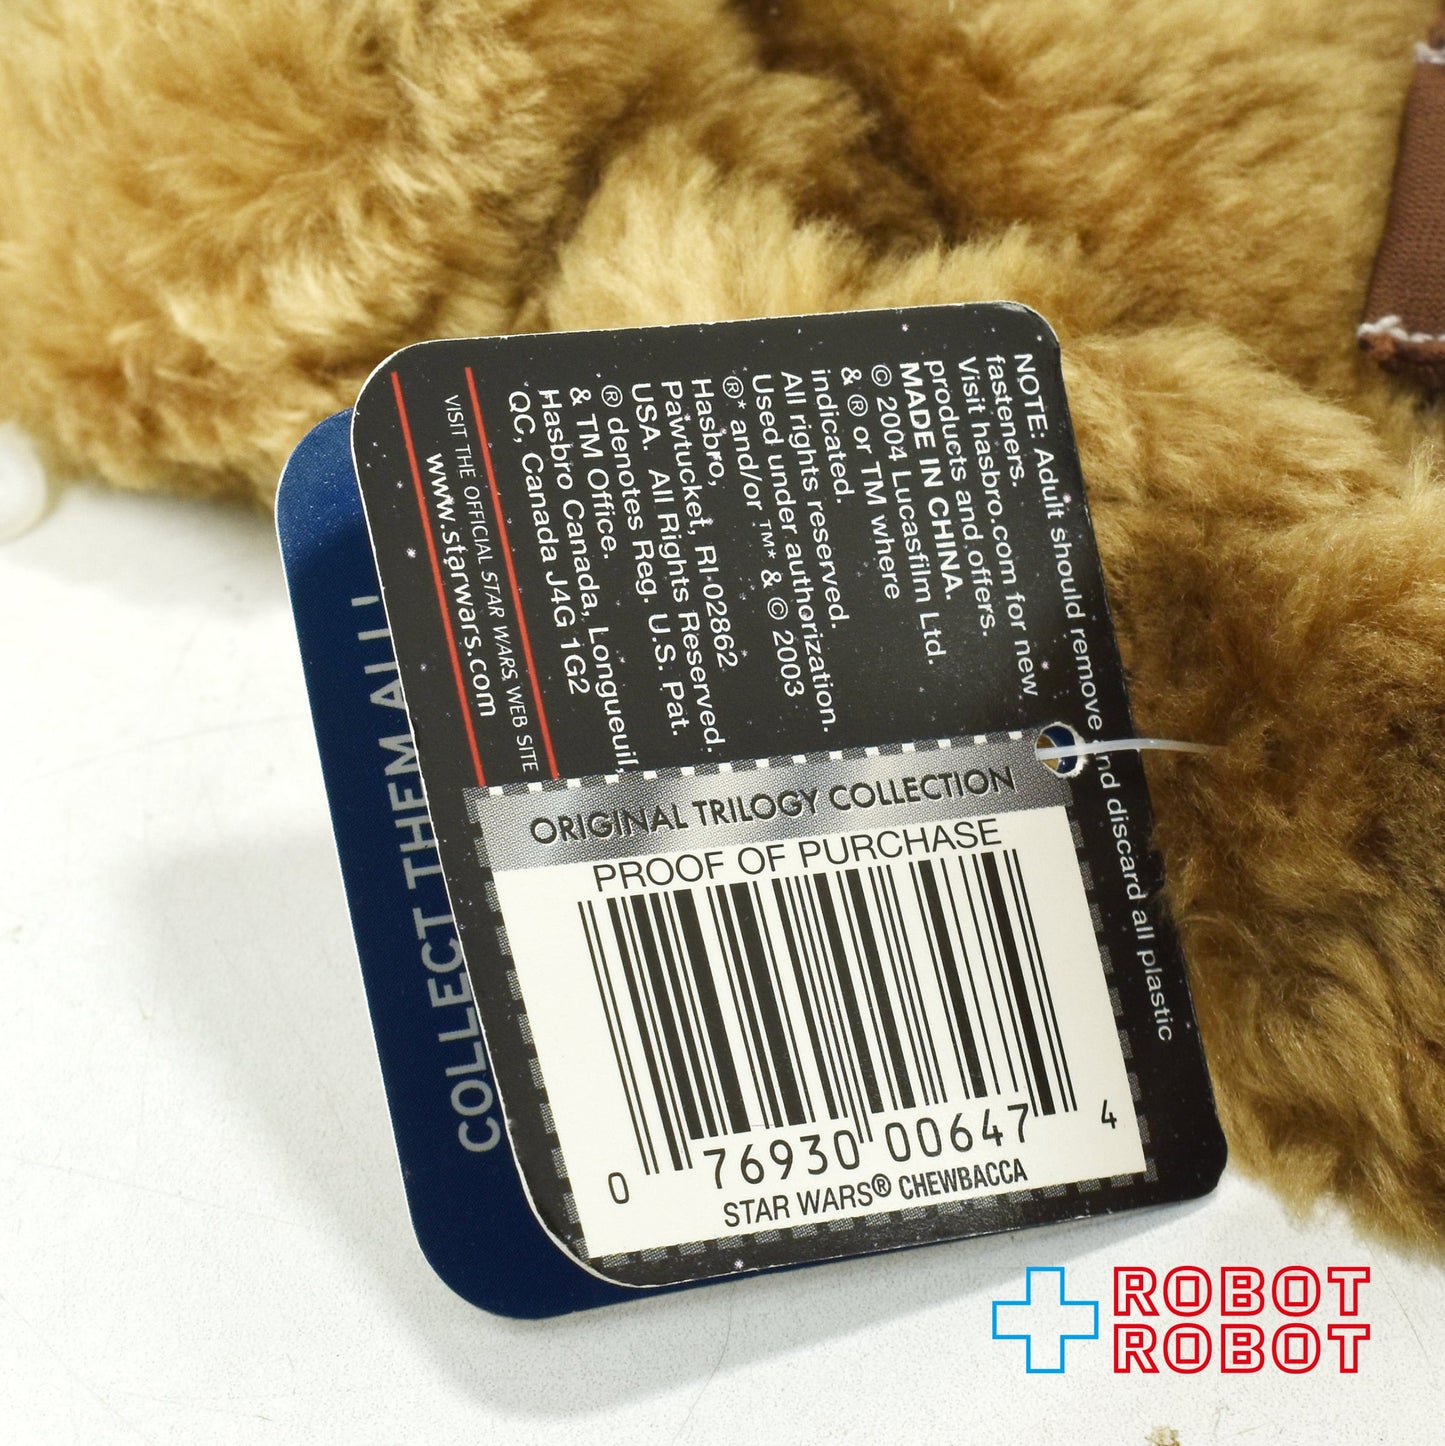 NOTE: Adult should remove and discard all plastic
fasteners.
Visit hasbro.com for new
products and offers.
MADE IN CHINA.
© 2004 Lucasfilm Ltd.
& ® or TM where
indicated.
All rights reserved.
Used under authorization.
®* and/or ™* & © 2003
Hasbro,
Pawtucket, RI 02862
USA. All Rights Reserved.
® denotes Reg. U.S. Pat.
& TM Office.
Hasbro Canada, Longueuil,
QC, Canada J4G 1G2
VISIT THE OFFICIAL STAR WARS WEB SITE
www.starwars.com
ORIGINAL TRILOGY COLLECTION
PROOF OF PURCHASE
0 76930 00647 4
STAR WARS® CHEWBACCA
COLLECT THEM ALL!
ROBOT
ROBOT